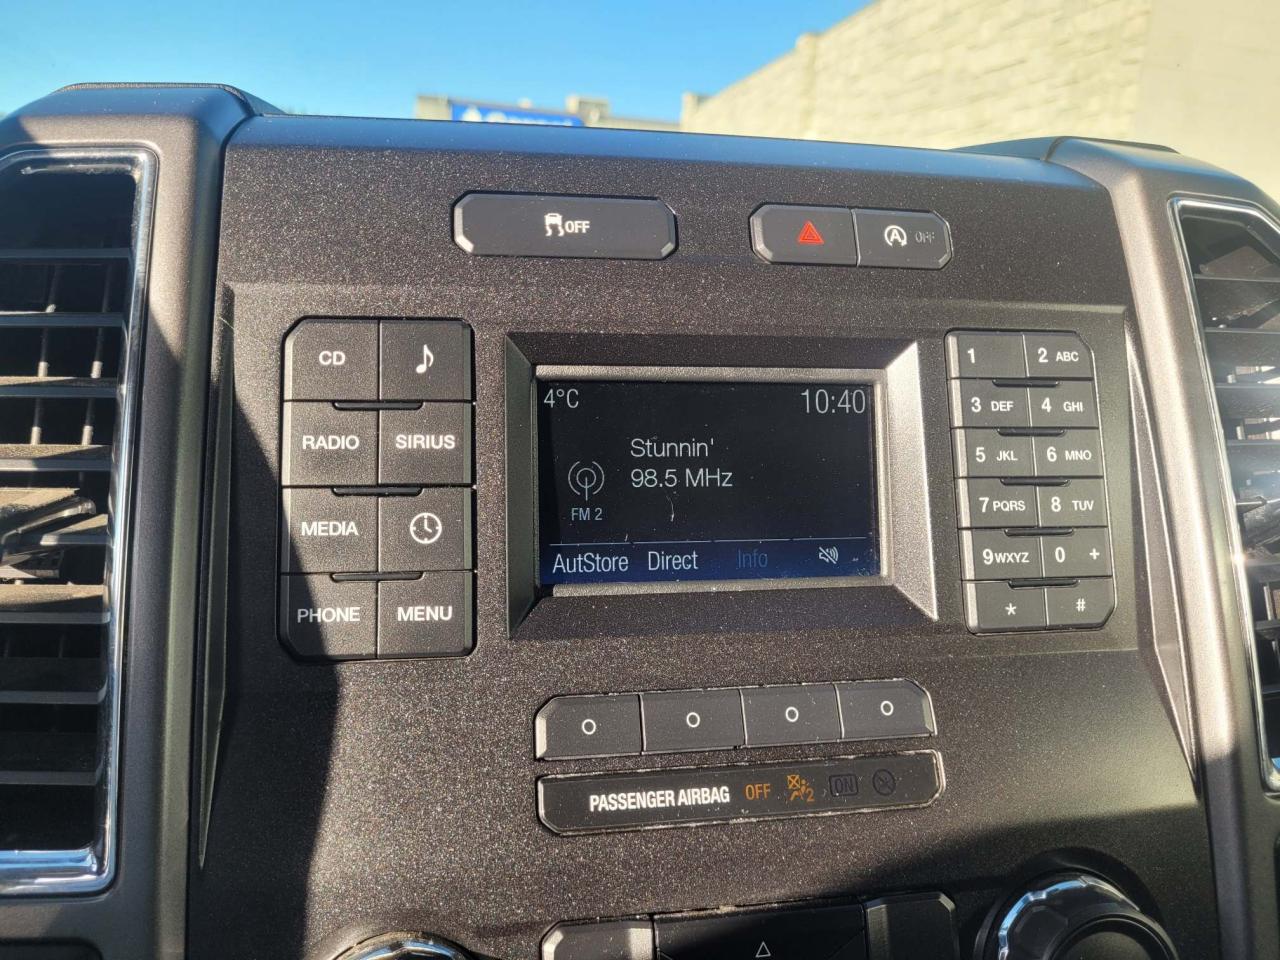 OFF
A OFF
CD
RADIO SIRIUS
MEDIA
PHONE MENU
4°C 10:40
Stunnin'
98.5 MHz
FM 2
AutStore Direct Info
1 2 ABC
3 DEF 4 GHI
5 JKL 6 MNO
7 PQRS 8 TUV
9 WXYZ 0 +
* #
PASSENGER AIRBAG OFF 2 ON